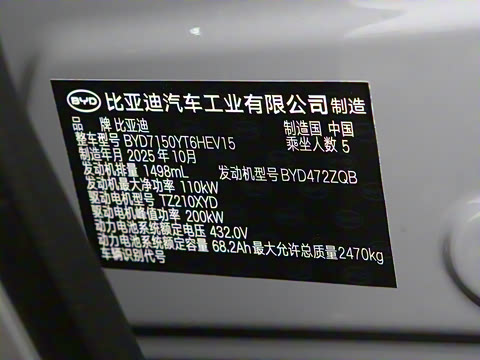 BYD 比亚迪汽车工业有限公司 制造
品 牌 比亚迪 制造国 中国
整车型号 BYD7150YT6HEV15 乘坐人数 5
制造年月 2025年10月
发动机排量 1498mL 发动机型号 BYD472ZQB
发动机最大净功率 110kW
驱动电机型号 TZ210XYD
驱动电机峰值功率 200kW
动力电池系统额定电压 432.0V
动力电池系统额定容量 68.2Ah 最大允许总质量 2470kg
车辆识别代号